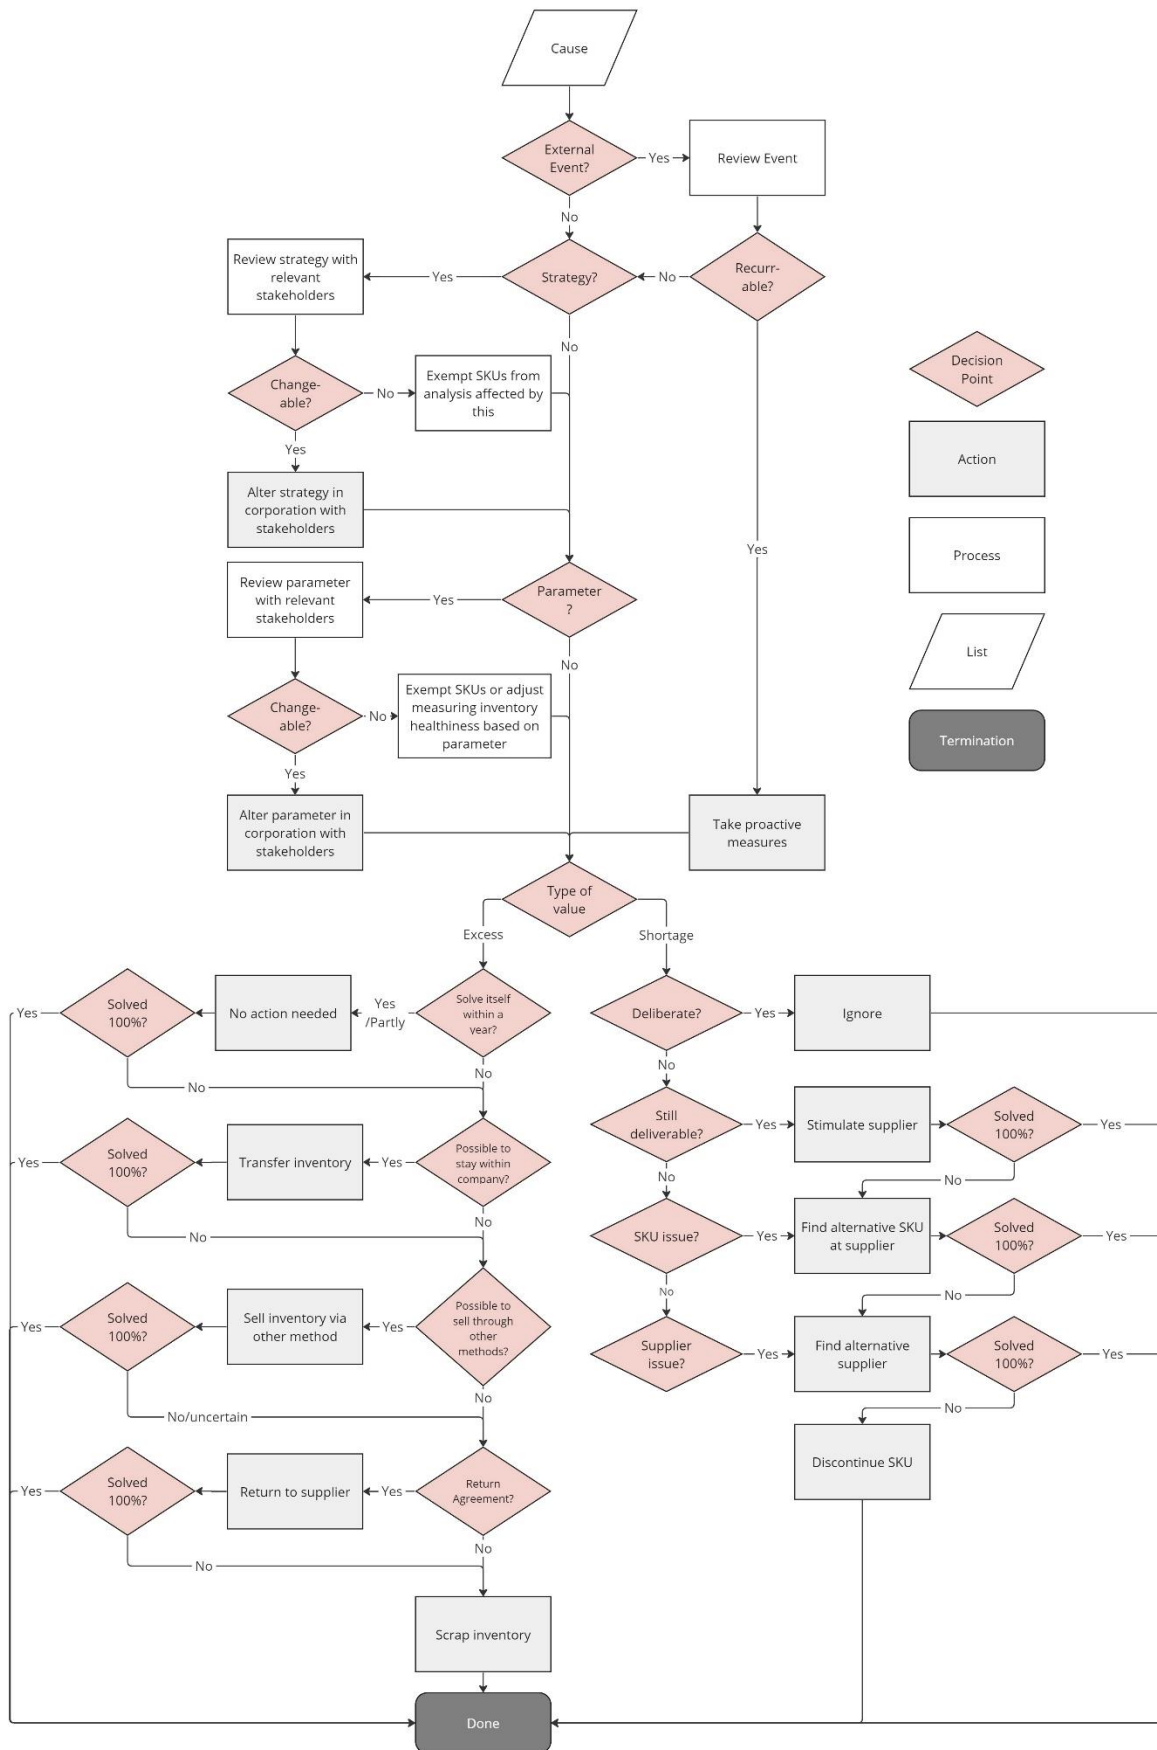 Cause
External
Event?
Yes
Review Event
No
Review strategy with
relevant
stakeholders
Yes
Strategy?
No
Recurr-
able?
No
Change-
able?
No
Exempt SKUs from
analysis affected by
this
Decision
Point
Yes
Action
Alter strategy in
corporation with
stakeholders
Yes
Process
Review parameter
with relevant
stakeholders
Yes
Parameter
?
List
No
Change-
able?
No
Exempt SKUs or adjust
measuring inventory
healthiness based on
parameter
Termination
Yes
Alter parameter in
corporation with
stakeholders
Take proactive
measures
Type of
value
Excess
Shortage
Yes
Solved
100%?
No action needed
Yes
/Partly
Solve itself
within a
year?
Deliberate?
Yes
Ignore
No
No
No
Yes
Solved
100%?
Transfer inventory
Yes
Possible to
stay within
company?
Still
deliverable?
Yes
Stimulate supplier
Solved
100%?
Yes
No
No
No
No
SKU issue?
Yes
Find alternative SKU
at supplier
Solved
100%?
Yes
No
No
Yes
Solved
100%?
Sell inventory via
other method
Yes
Possible to
sell through
other
methods?
Supplier
issue?
Yes
Find alternative
supplier
Solved
100%?
Yes
No
No/uncertain
No
Discontinue SKU
Yes
Solved
100%?
Return to supplier
Yes
Return
Agreement?
No
No
Scrap inventory
Done